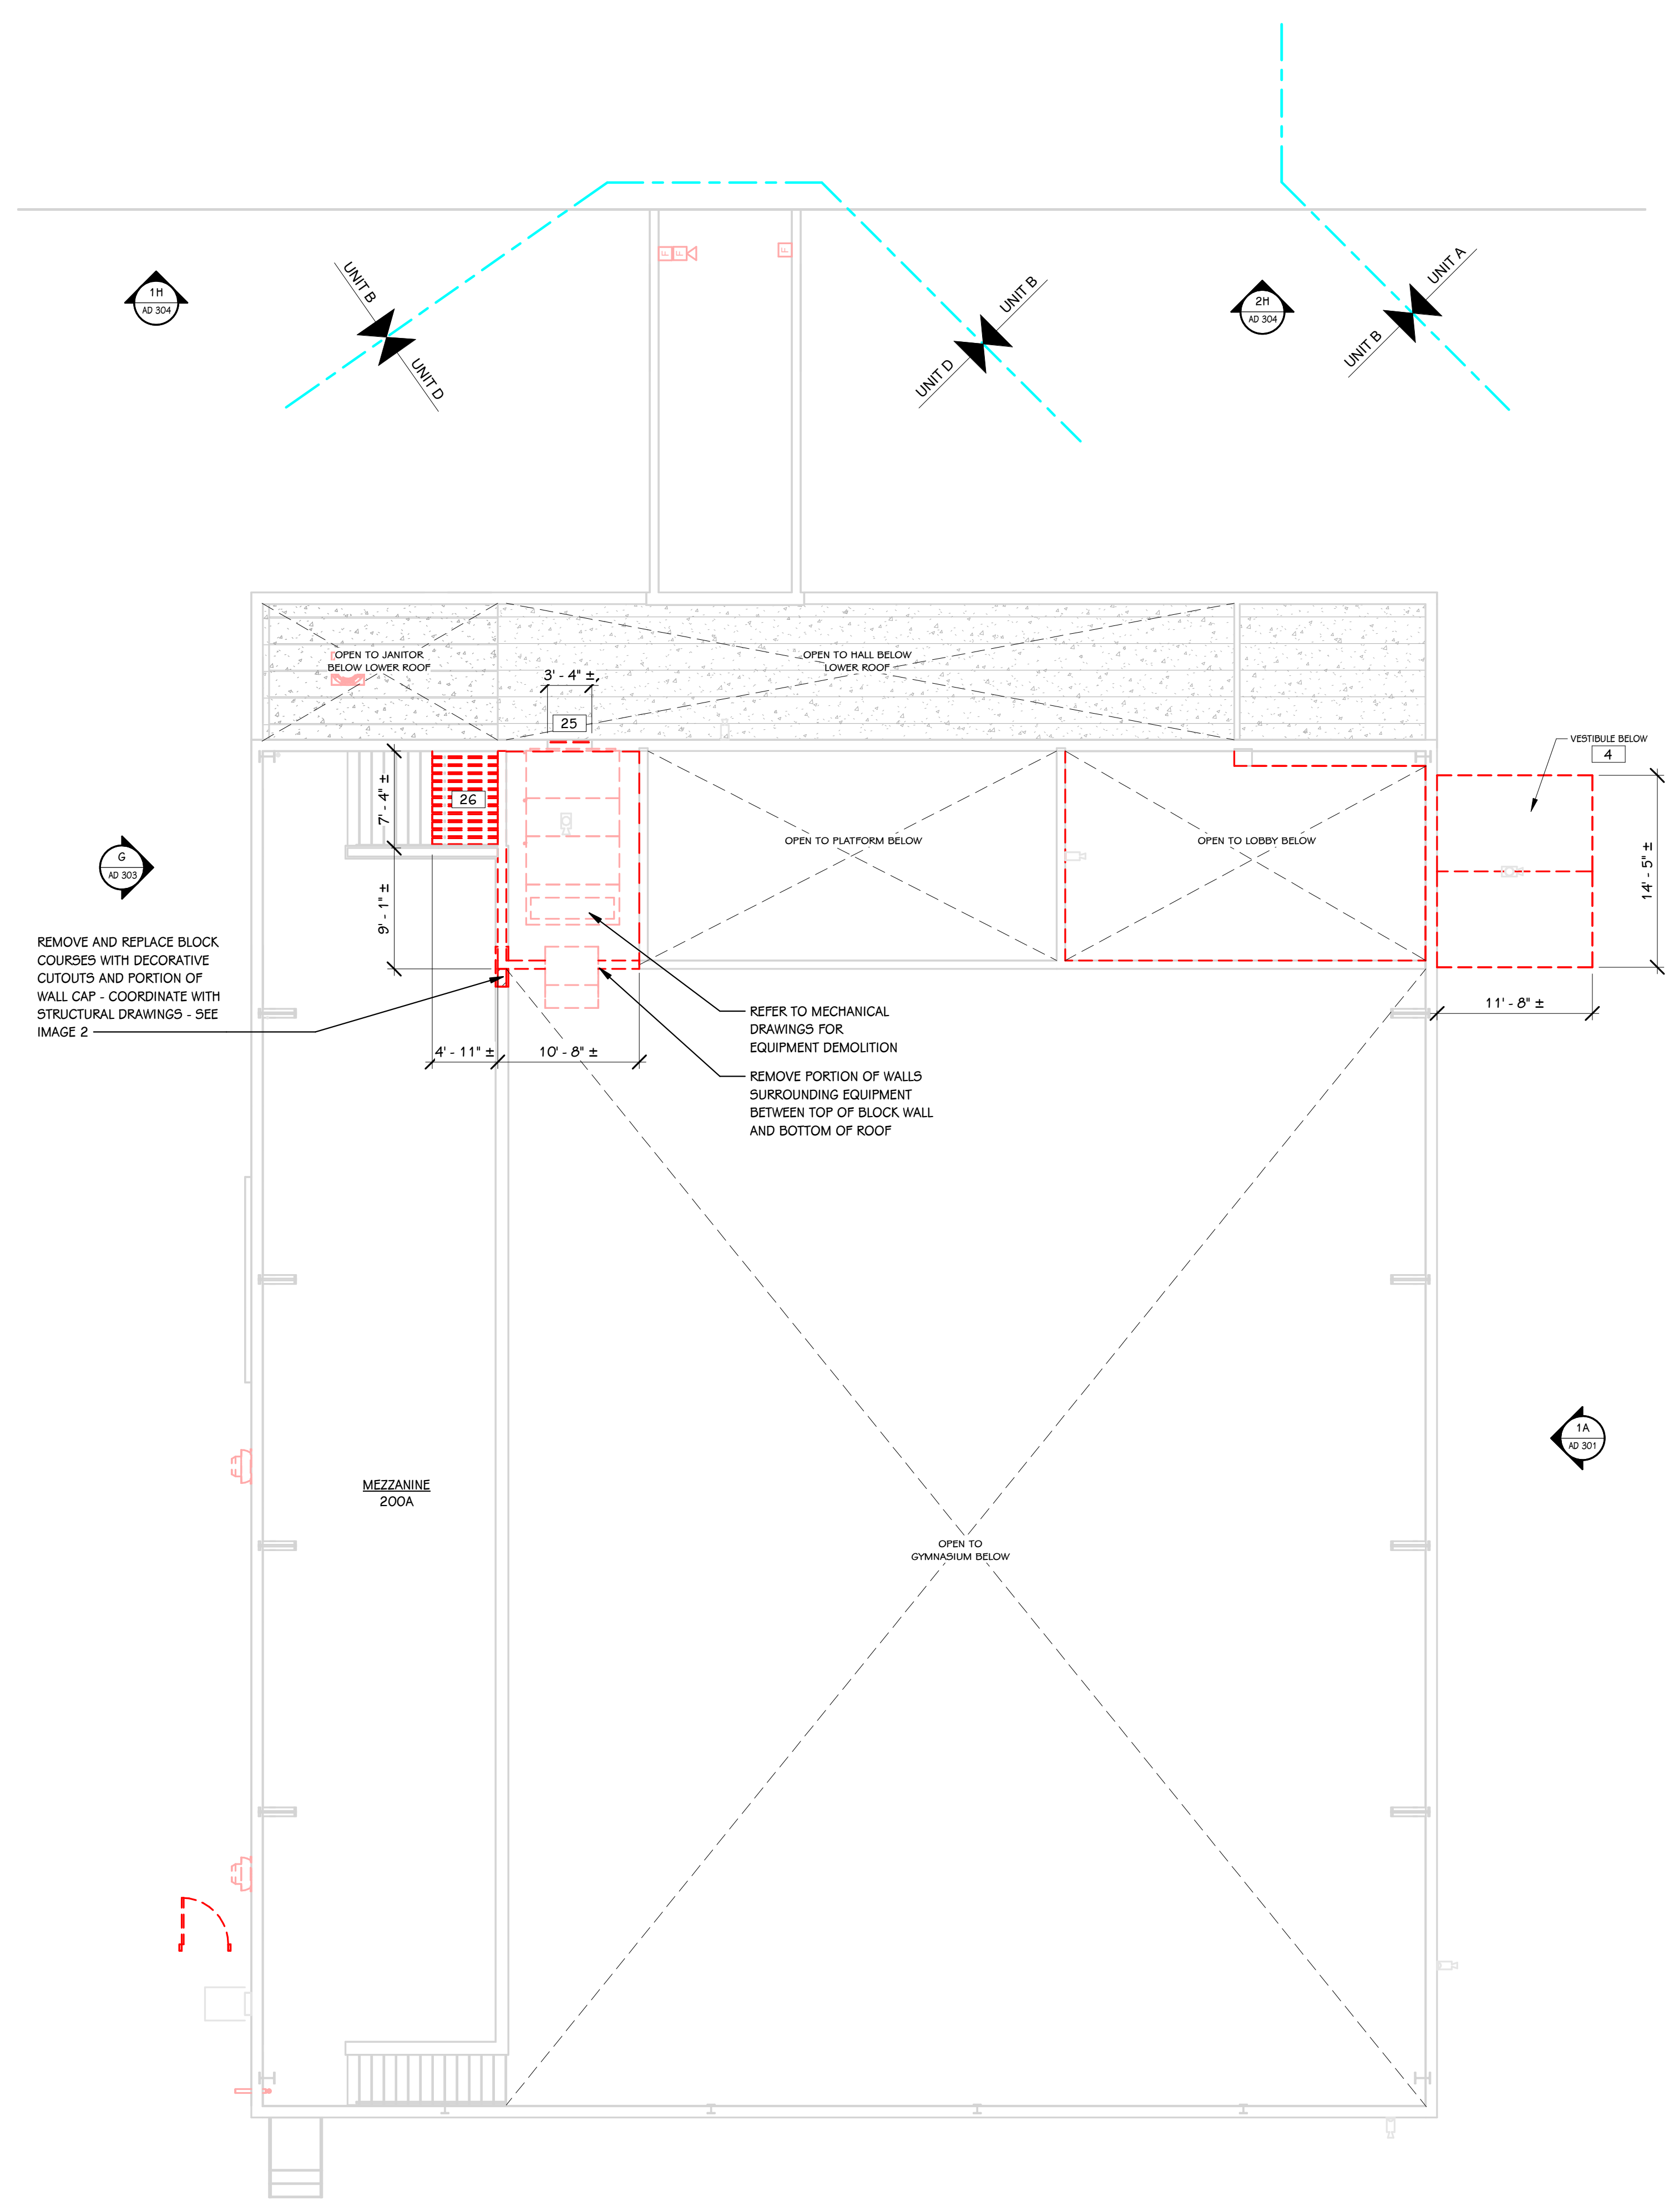 UNIT A
UNIT B
UNIT B
UNIT D
UNIT B
UNIT D
1H
AD 304
2H
AD 304
F
F
F
OPEN TO JANITOR
BELOW LOWER ROOF
OPEN TO HALL BELOW
LOWER ROOF
3' - 4" ±
25
VESTIBULE BELOW
4
26
7' - 4" ±
9' - 1" ±
OPEN TO PLATFORM BELOW
OPEN TO LOBBY BELOW
14' - 5" ±
11' - 8" ±
G
AD 303
REMOVE AND REPLACE BLOCK
COURSES WITH DECORATIVE
CUTOUTS AND PORTION OF
WALL CAP - COORDINATE WITH
STRUCTURAL DRAWINGS - SEE
IMAGE 2
4' - 11" ±
10' - 8" ±
REFER TO MECHANICAL
DRAWINGS FOR
EQUIPMENT DEMOLITION
REMOVE PORTION OF WALLS
SURROUNDING EQUIPMENT
BETWEEN TOP OF BLOCK WALL
AND BOTTOM OF ROOF
1A
AD 301
MEZZANINE
200A
OPEN TO
GYMNASIUM BELOW